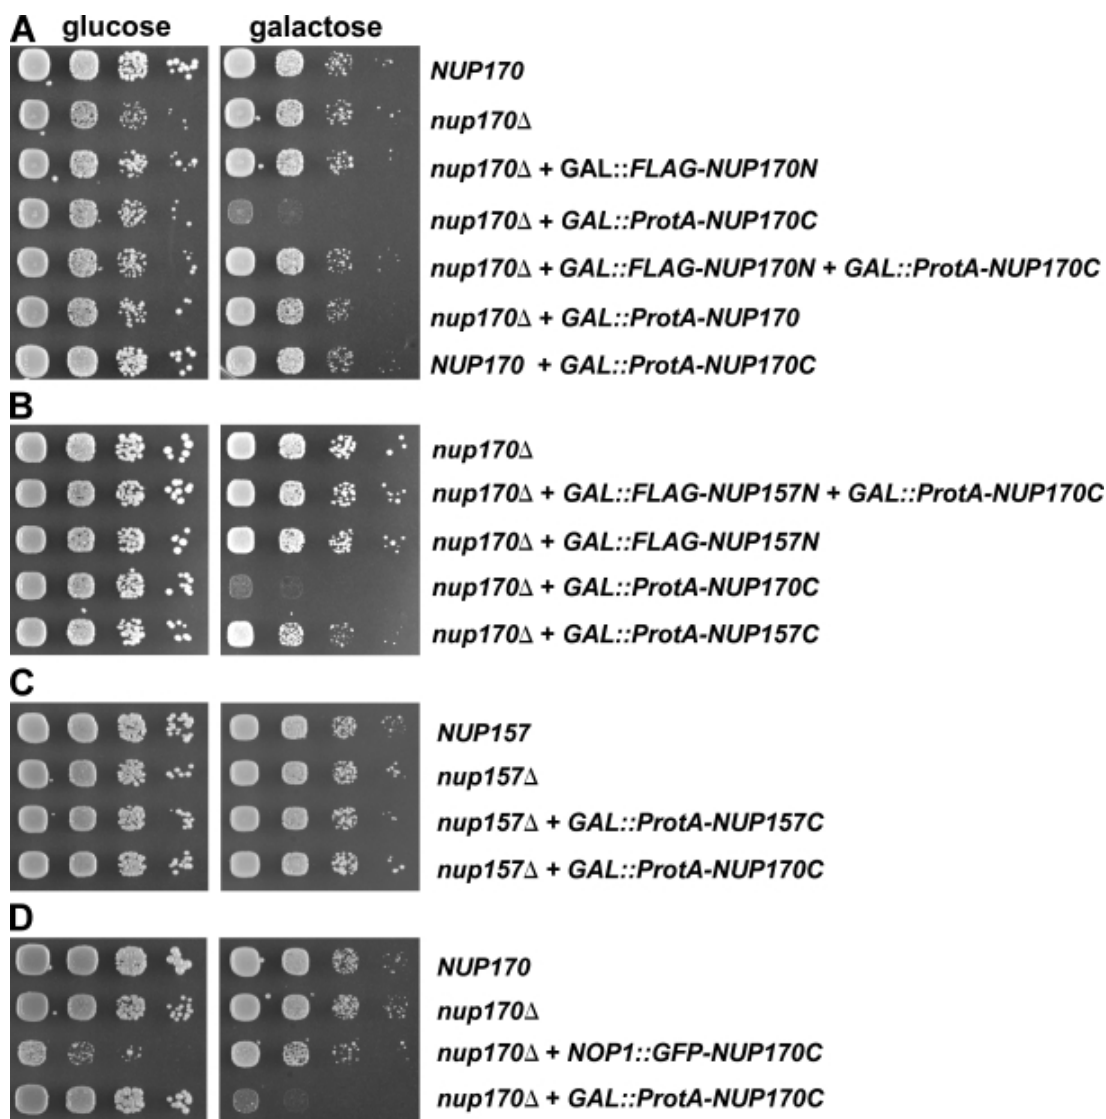 A
glucose galactose
NUP170
nup170Δ
nup170Δ + GAL::FLAG-NUP170N
nup170Δ + GAL::ProtA-NUP170C
nup170Δ + GAL::FLAG-NUP170N + GAL::ProtA-NUP170C
nup170Δ + GAL::ProtA-NUP170
NUP170 + GAL::ProtA-NUP170C
B
nup170Δ
nup170Δ + GAL::FLAG-NUP157N + GAL::ProtA-NUP170C
nup170Δ + GAL::FLAG-NUP157N
nup170Δ + GAL::ProtA-NUP170C
nup170Δ + GAL::ProtA-NUP157C
C
NUP157
nup157Δ
nup157Δ + GAL::ProtA-NUP157C
nup157Δ + GAL::ProtA-NUP170C
D
NUP170
nup170Δ
nup170Δ + NOP1::GFP-NUP170C
nup170Δ + GAL::ProtA-NUP170C